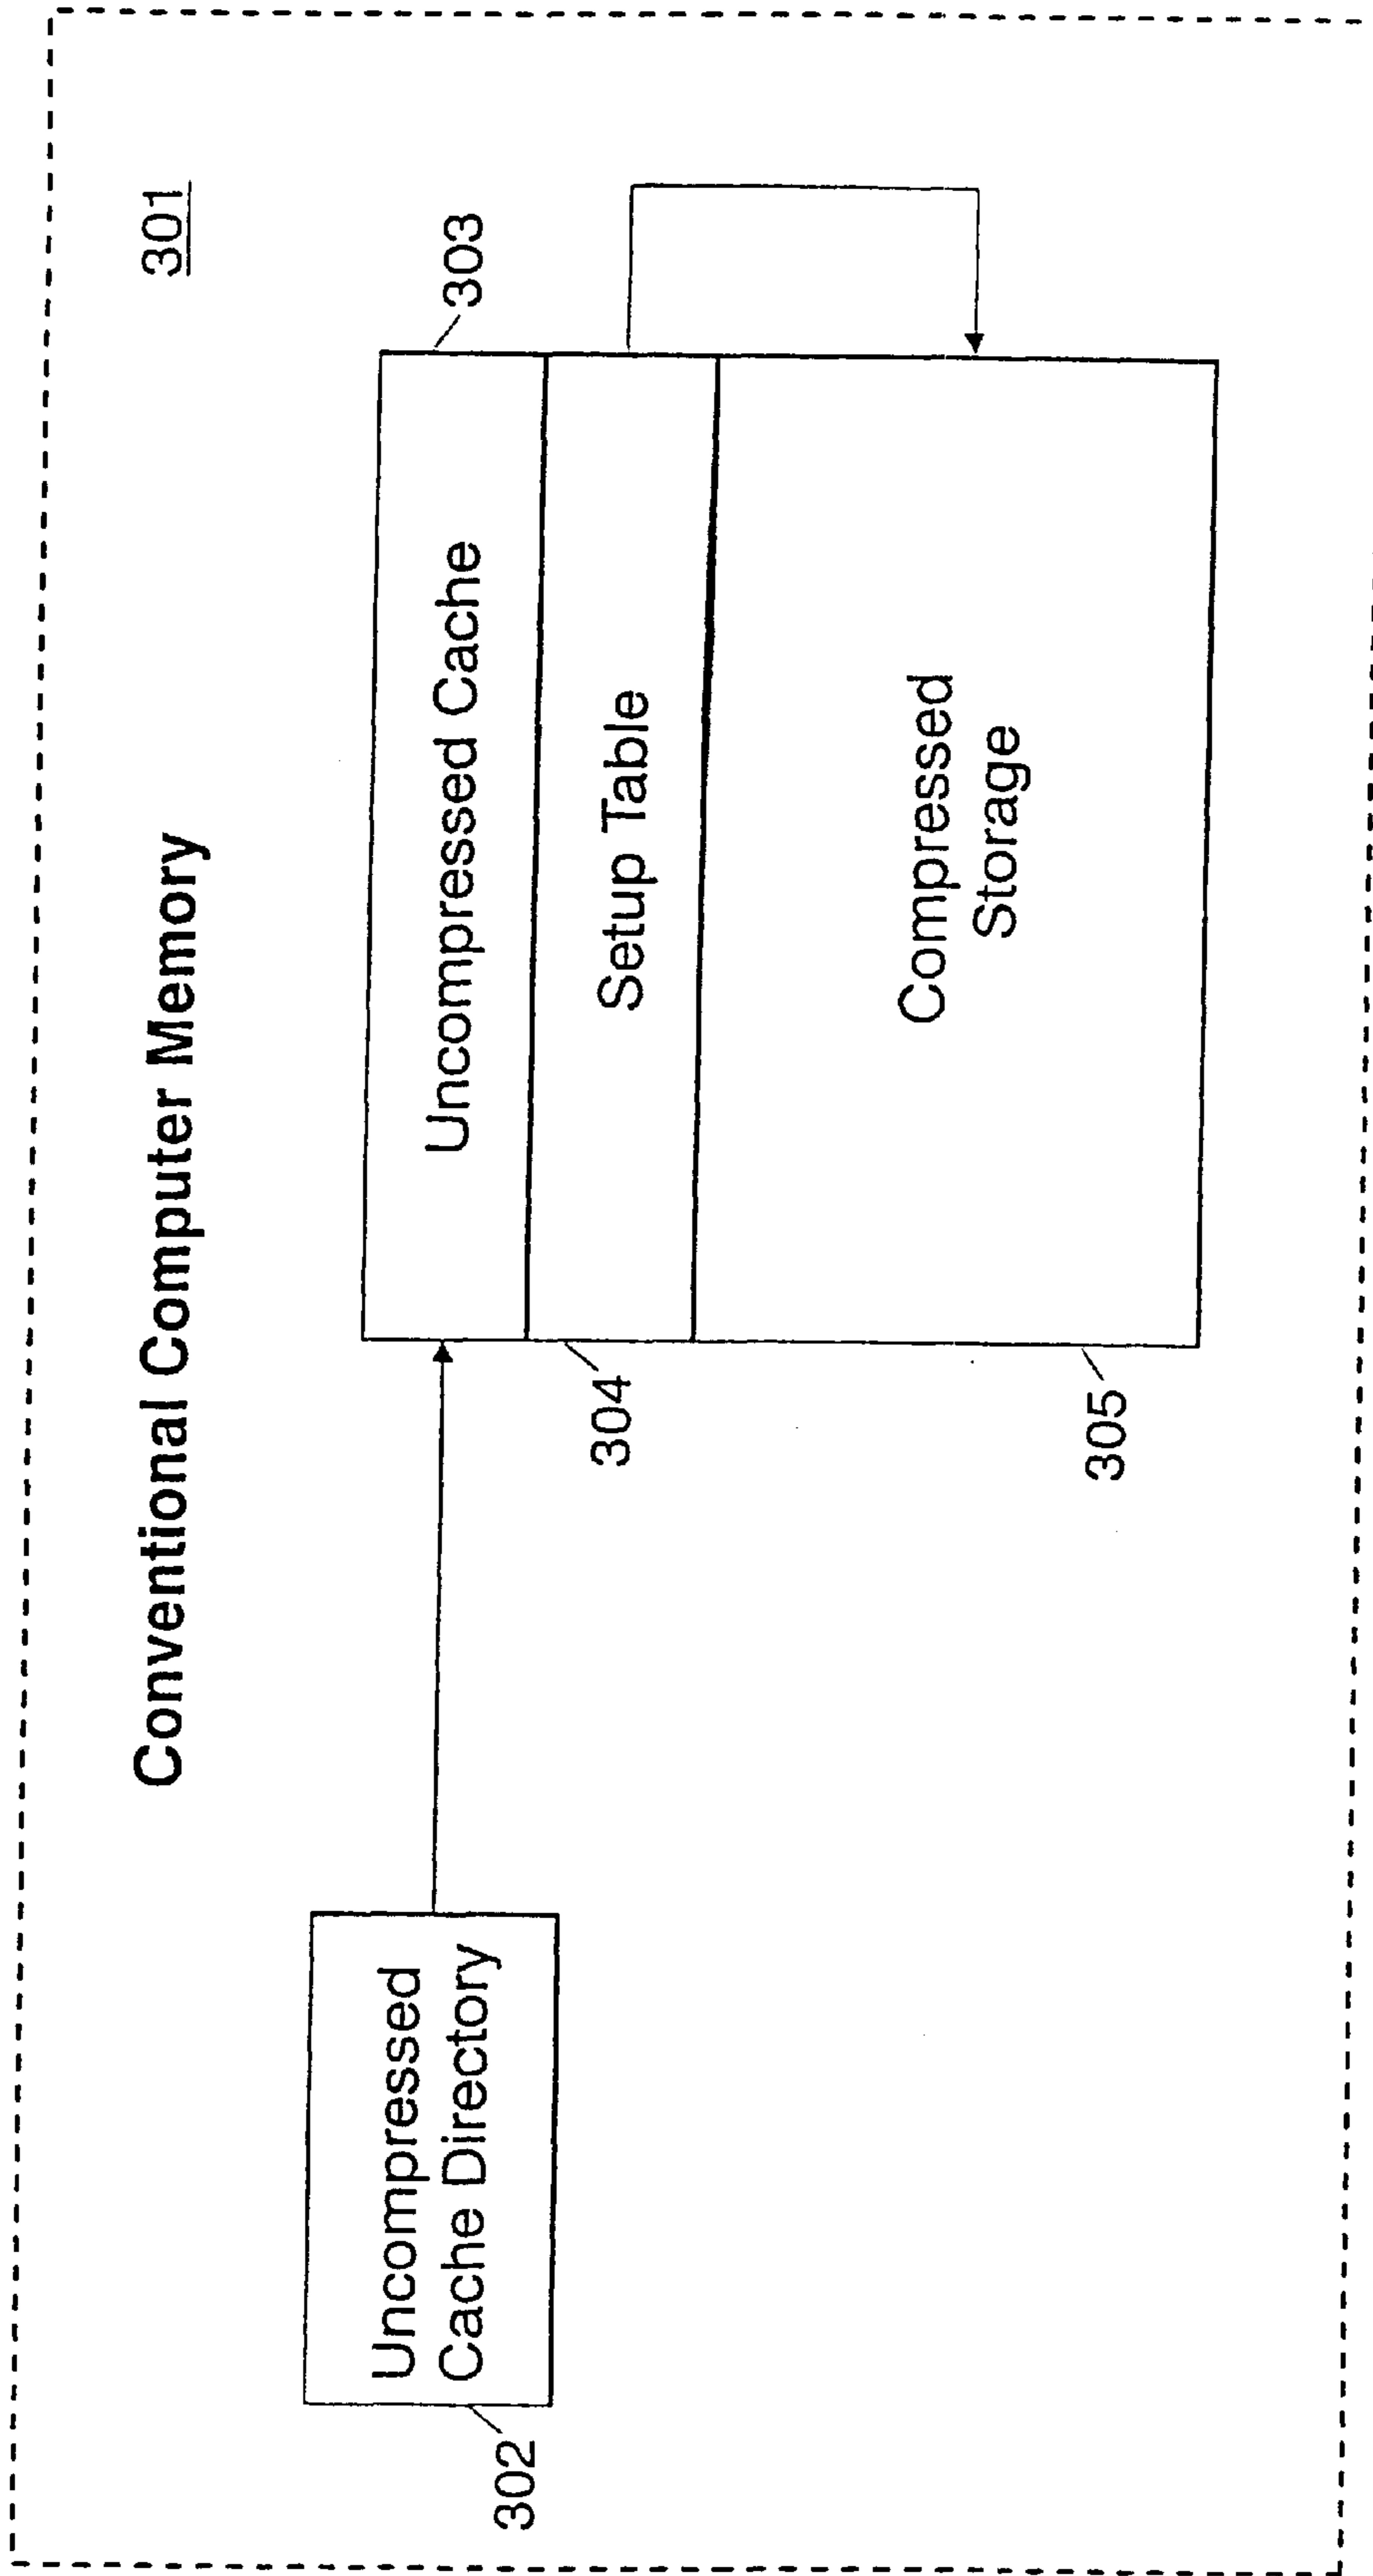 Conventional Computer Memory
301
303
Uncompressed Cache
Setup Table
Compressed
Storage
304
305
Uncompressed
Cache Directory
302